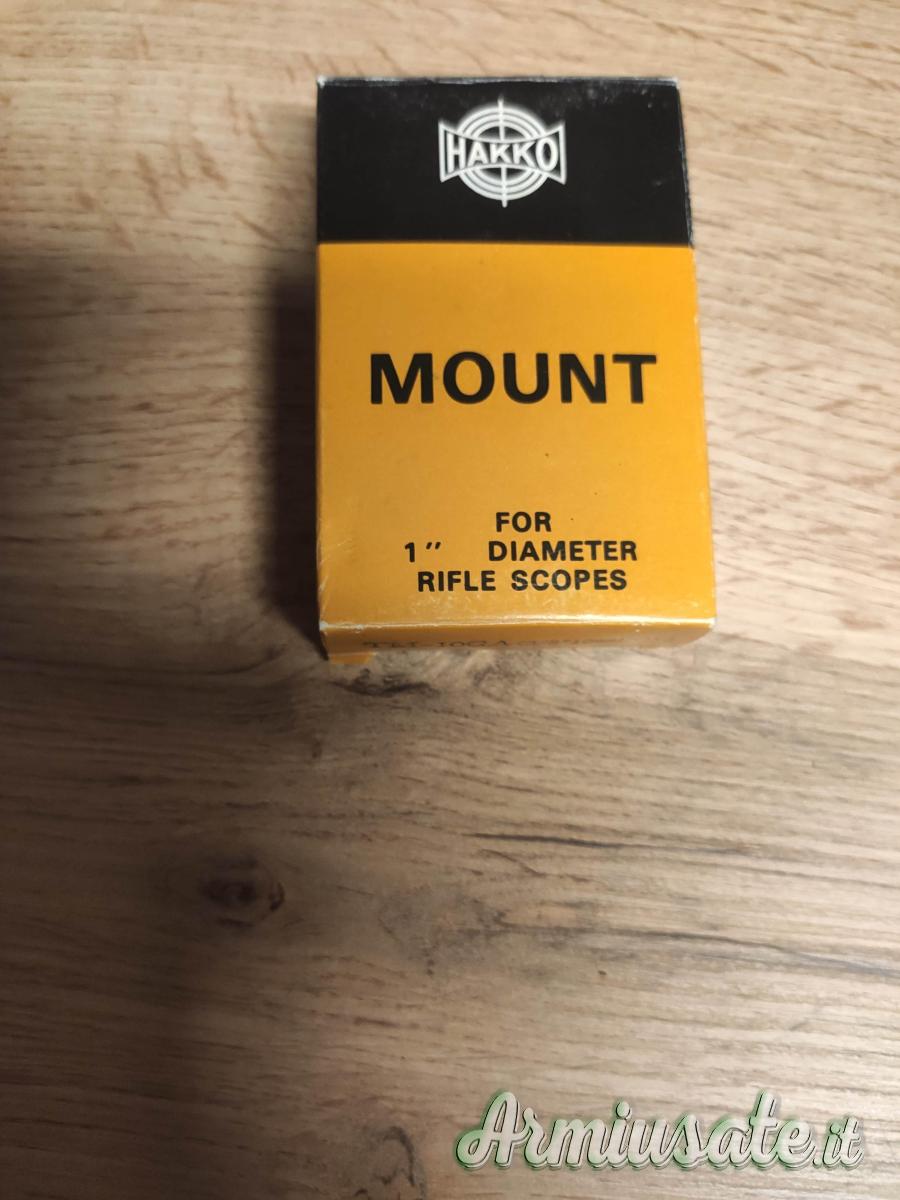 HAKKO
MOUNT
FOR
1" DIAMETER
RIFLE SCOPES
Armiusate.it